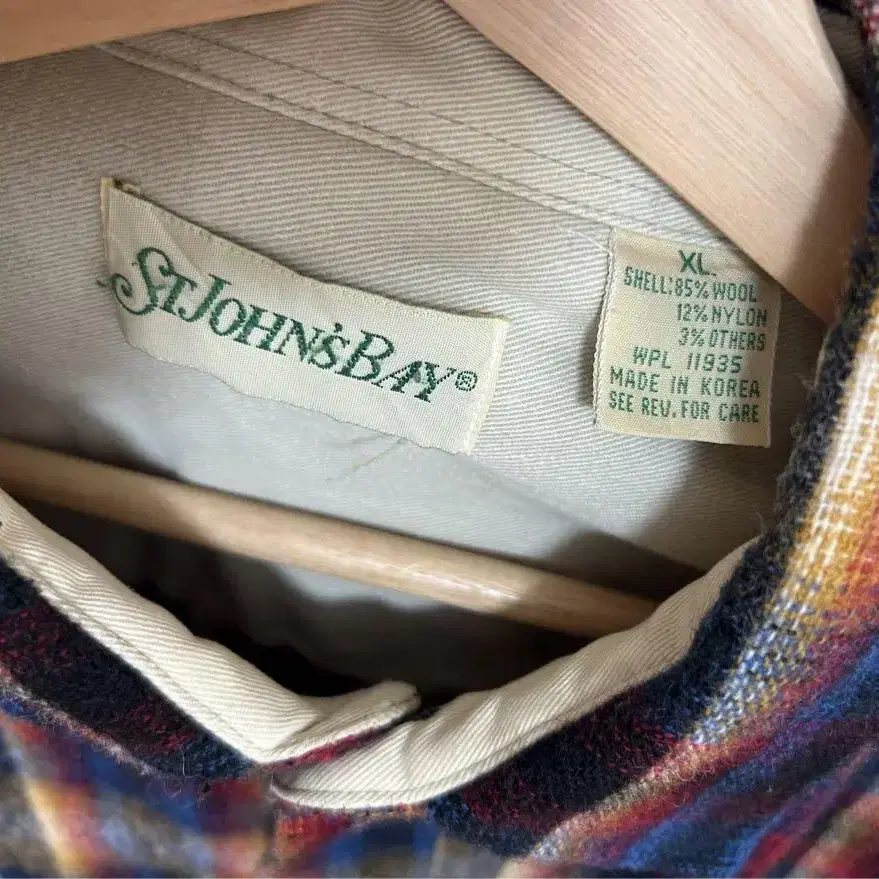 ST JOHN'S BAY®
XL.
SHELL:85% WOOL
12% NYLON
3% OTHERS
WPL 11935
MADE IN KOREA
SEE REV. FOR CARE